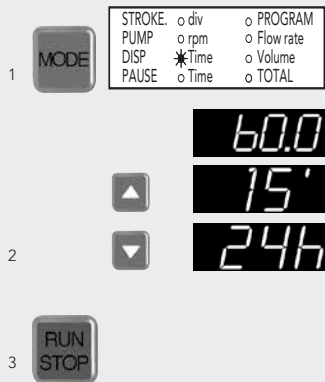 1 MODE
STROKE. div PROGRAM
PUMP rpm Flow rate
DISP Time Volume
PAUSE Time TOTAL
60.0
15'
2 24h
3 RUN
STOP